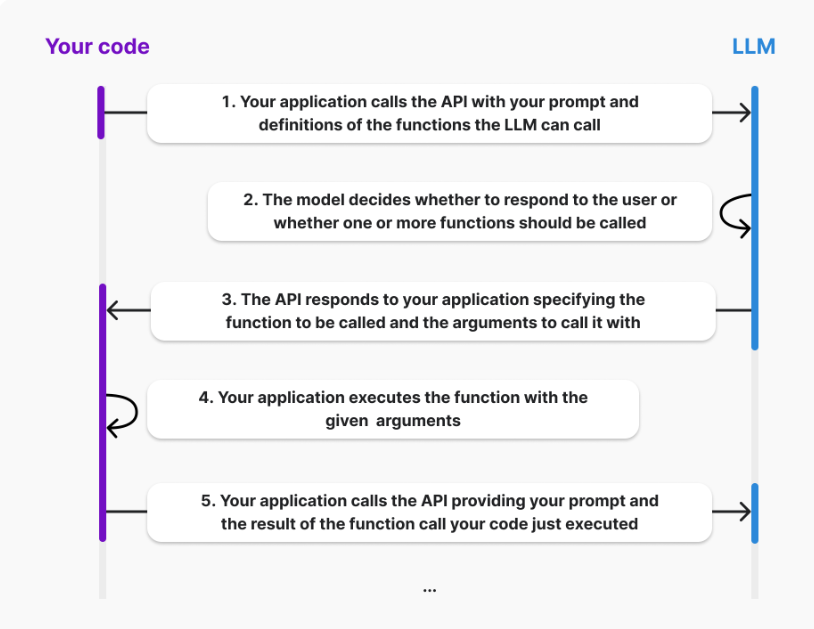 Your code
LLM
1. Your application calls the API with your prompt and
definitions of the functions the LLM can call
2. The model decides whether to respond to the user or
whether one or more functions should be called
3. The API responds to your application specifying the
function to be called and the arguments to call it with
4. Your application executes the function with the
given  arguments
5. Your application calls the API providing your prompt and
the result of the function call your code just executed
...